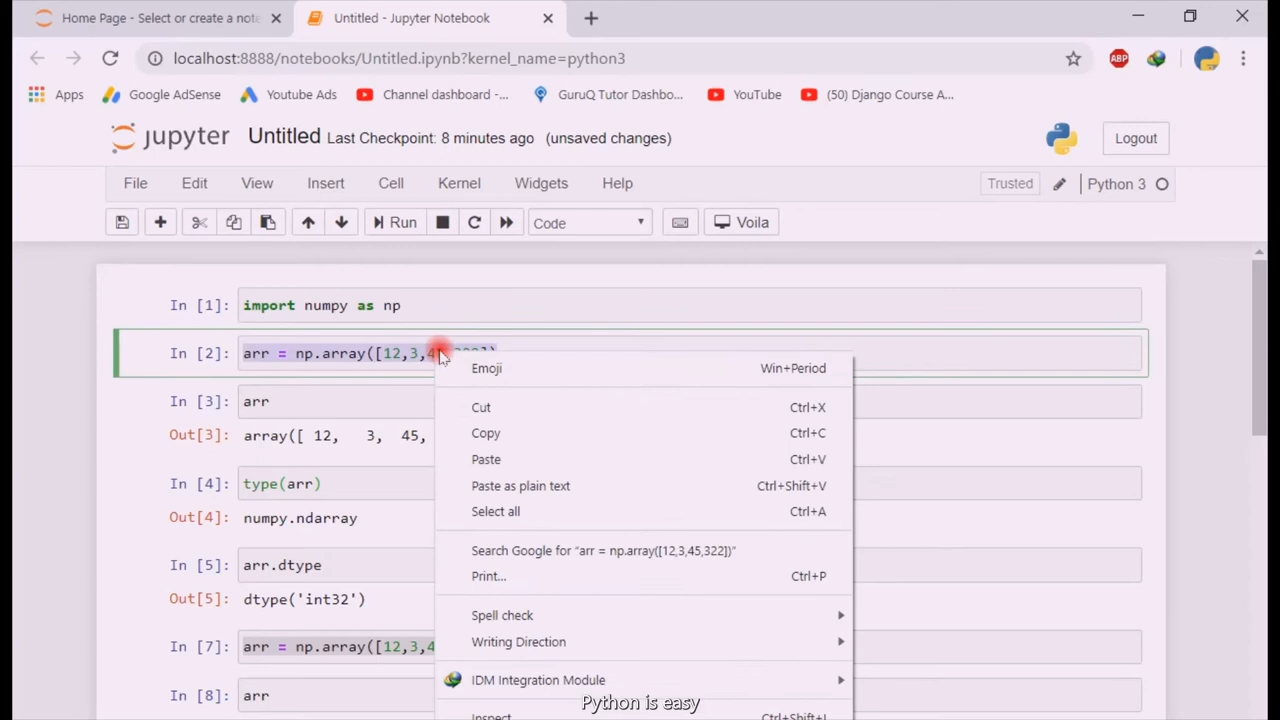 Home Page - Select or create a note
Untitled - Jupyter Notebook
localhost:8888/notebooks/Untitled.ipynb?kernel_name=python3
ABP
Apps
Google AdSense
Youtube Ads
Channel dashboard -...
GuruQ Tutor Dashbo...
YouTube
(50) Django Course A...
jupyter
Untitled Last Checkpoint: 8 minutes ago (unsaved changes)
Logout
File Edit View Insert Cell Kernel Widgets Help
Trusted
Python 3
Run
Code
Voila
In [1]: import numpy as np
In [2]: arr = np.array([12,3,4
In [3]: arr
Out[3]: array([ 12, 3, 45,
In [4]: type(arr)
Out[4]: numpy.ndarray
In [5]: arr.dtype
Out[5]: dtype('int32')
In [7]: arr = np.array([12,3,4
In [8]: arr
Emoji Win+Period
Cut Ctrl+X
Copy Ctrl+C
Paste Ctrl+V
Paste as plain text Ctrl+Shift+V
Select all Ctrl+A
Search Google for “arr = np.array([12,3,45,322])”
Print... Ctrl+P
Spell check
Writing Direction
IDM Integration Module
Inspect Ctrl+Shift+I
Python is easy